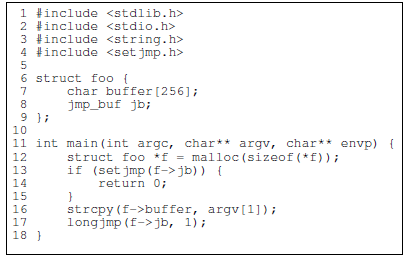 1 #include <stdlib.h>
2 #include <stdio.h>
3 #include <string.h>
4 #include <setjmp.h>
5
6 struct foo {
7     char buffer[256];
8     jmp_buf jb;
9 };
10
11 int main(int argc, char** argv, char** envp) {
12     struct foo *f = malloc(sizeof(*f));
13     if (setjmp(f->jb)) {
14         return 0;
15     }
16     strcpy(f->buffer, argv[1]);
17     longjmp(f->jb, 1);
18 }